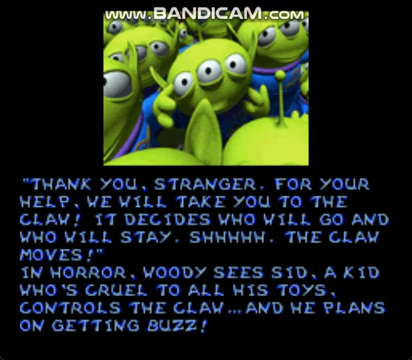 www.BANDICAM.com
"THANK YOU, STRANGER. FOR YOUR
HELP, WE WILL TAKE YOU TO THE
CLAW! IT DECIDES WHO WILL GO AND
WHO WILL STAY. SHHHHH. THE CLAW
MOVES!"
IN HORROR, WOODY SEES SID, A KID
WHO'S CRUEL TO ALL HIS TOYS,
CONTROLS THE CLAW...AND HE PLANS
ON GETTING BUZZ!